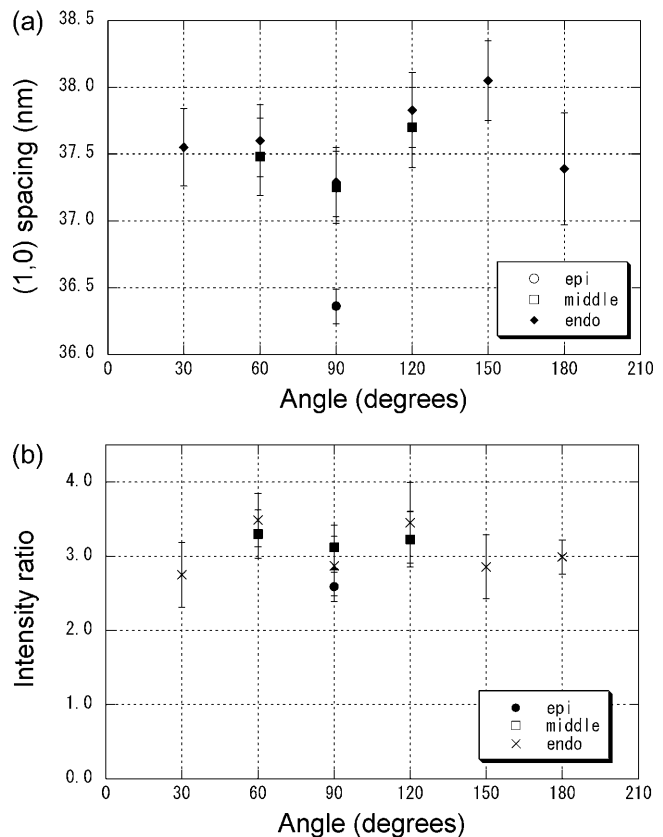 (a)
38.5
38.0
37.5
37.0
36.5
36.0
(1,0) spacing (nm)
epi
middle
endo
0 30 60 90 120 150 180 210
Angle (degrees)
(b)
4.0
3.0
2.0
1.0
0.0
Intensity ratio
epi
middle
endo
0 30 60 90 120 150 180 210
Angle (degrees)